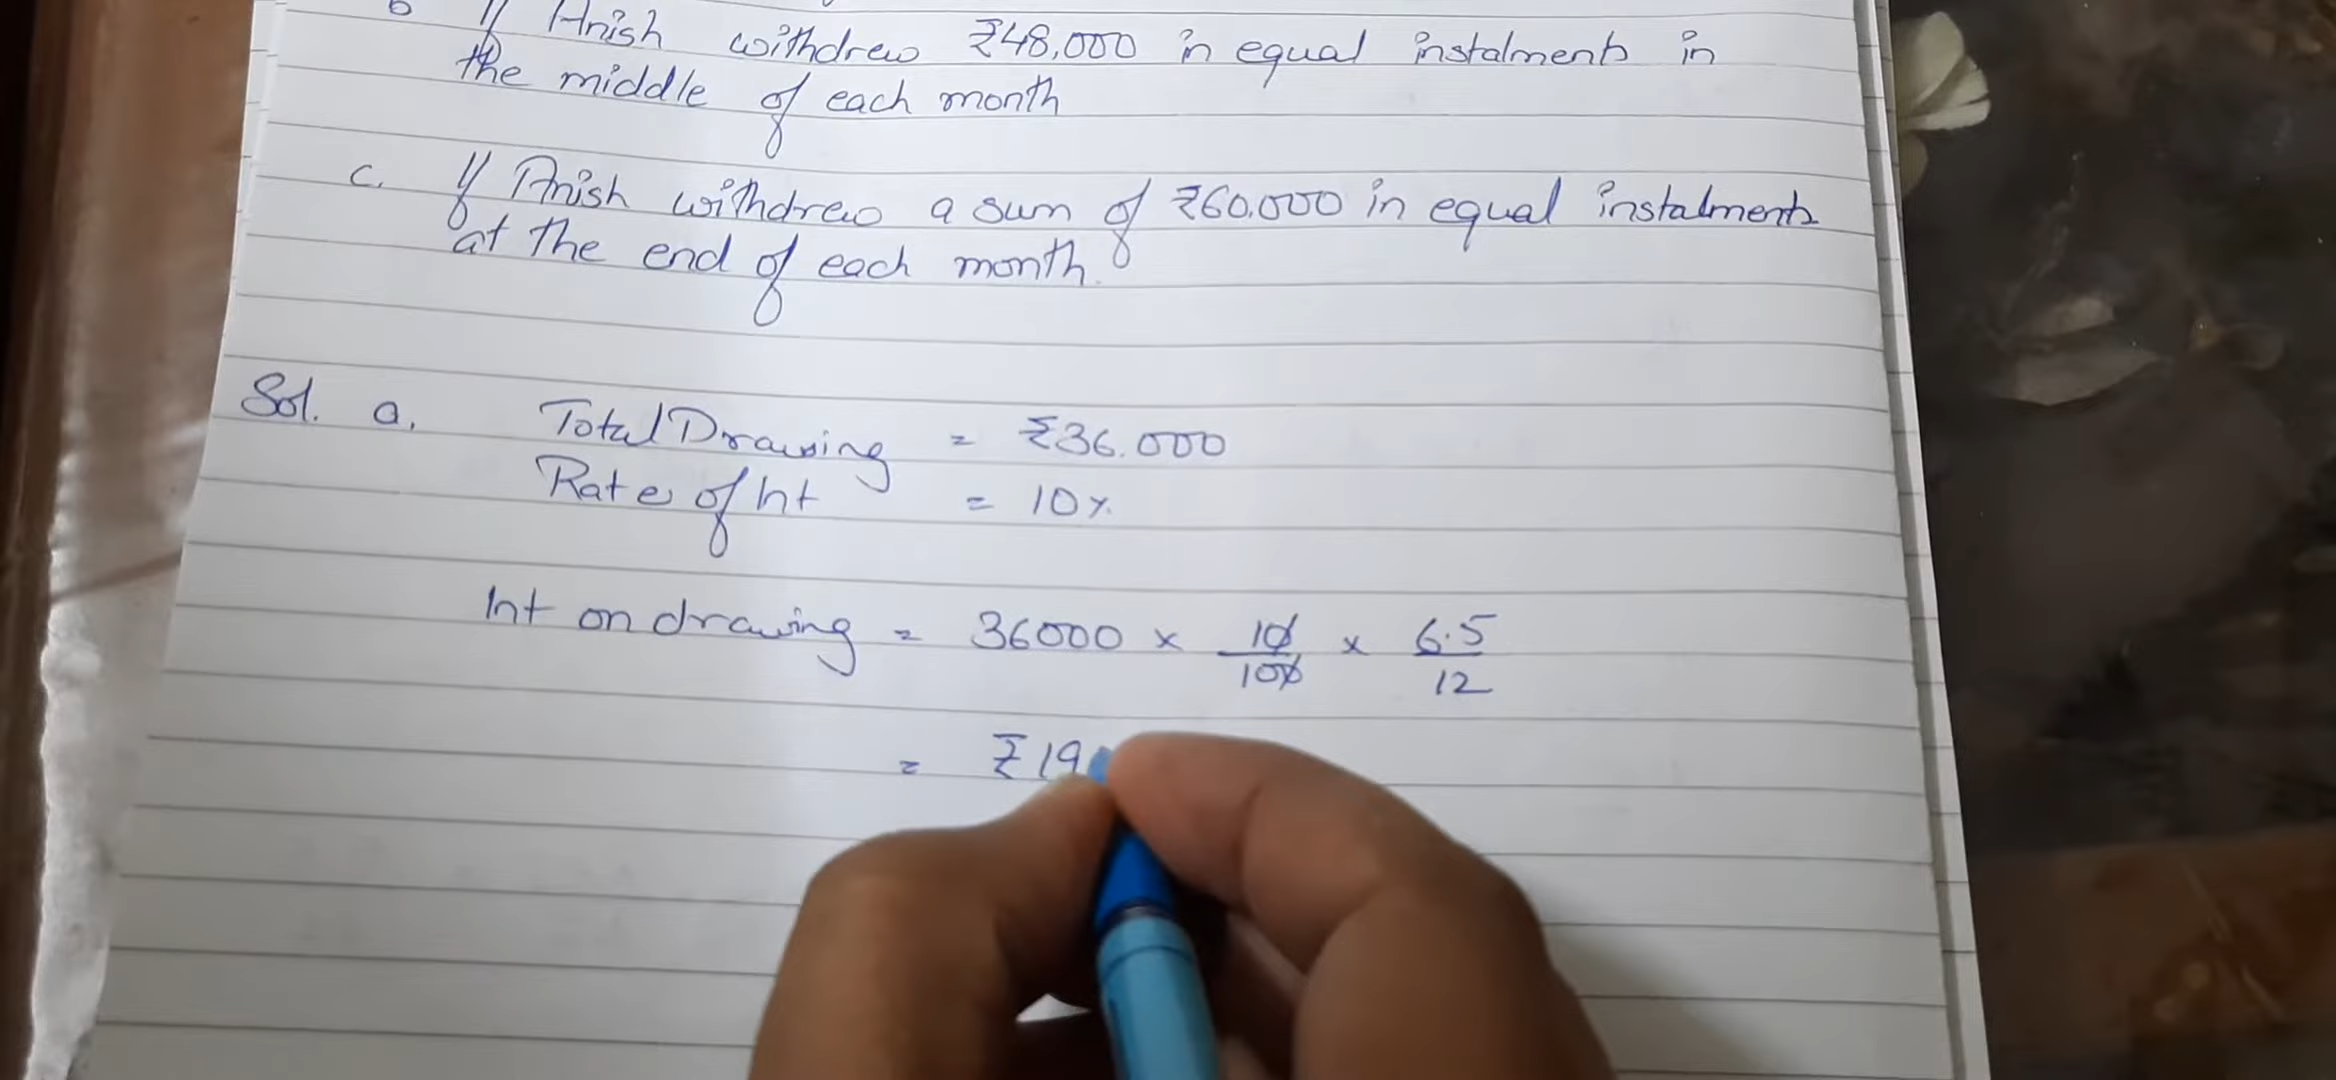 b If Anish withdrew ₹48,000 in equal instalments in
the middle of each month
c. If Anish withdrew a sum of ₹60,000 in equal instalments
at the end of each month.
Sol. a. Total Drawing = ₹36.000
Rate of Int = 10%
Int on drawing = 36000 × 10/100 × 6.5/12
= ₹19